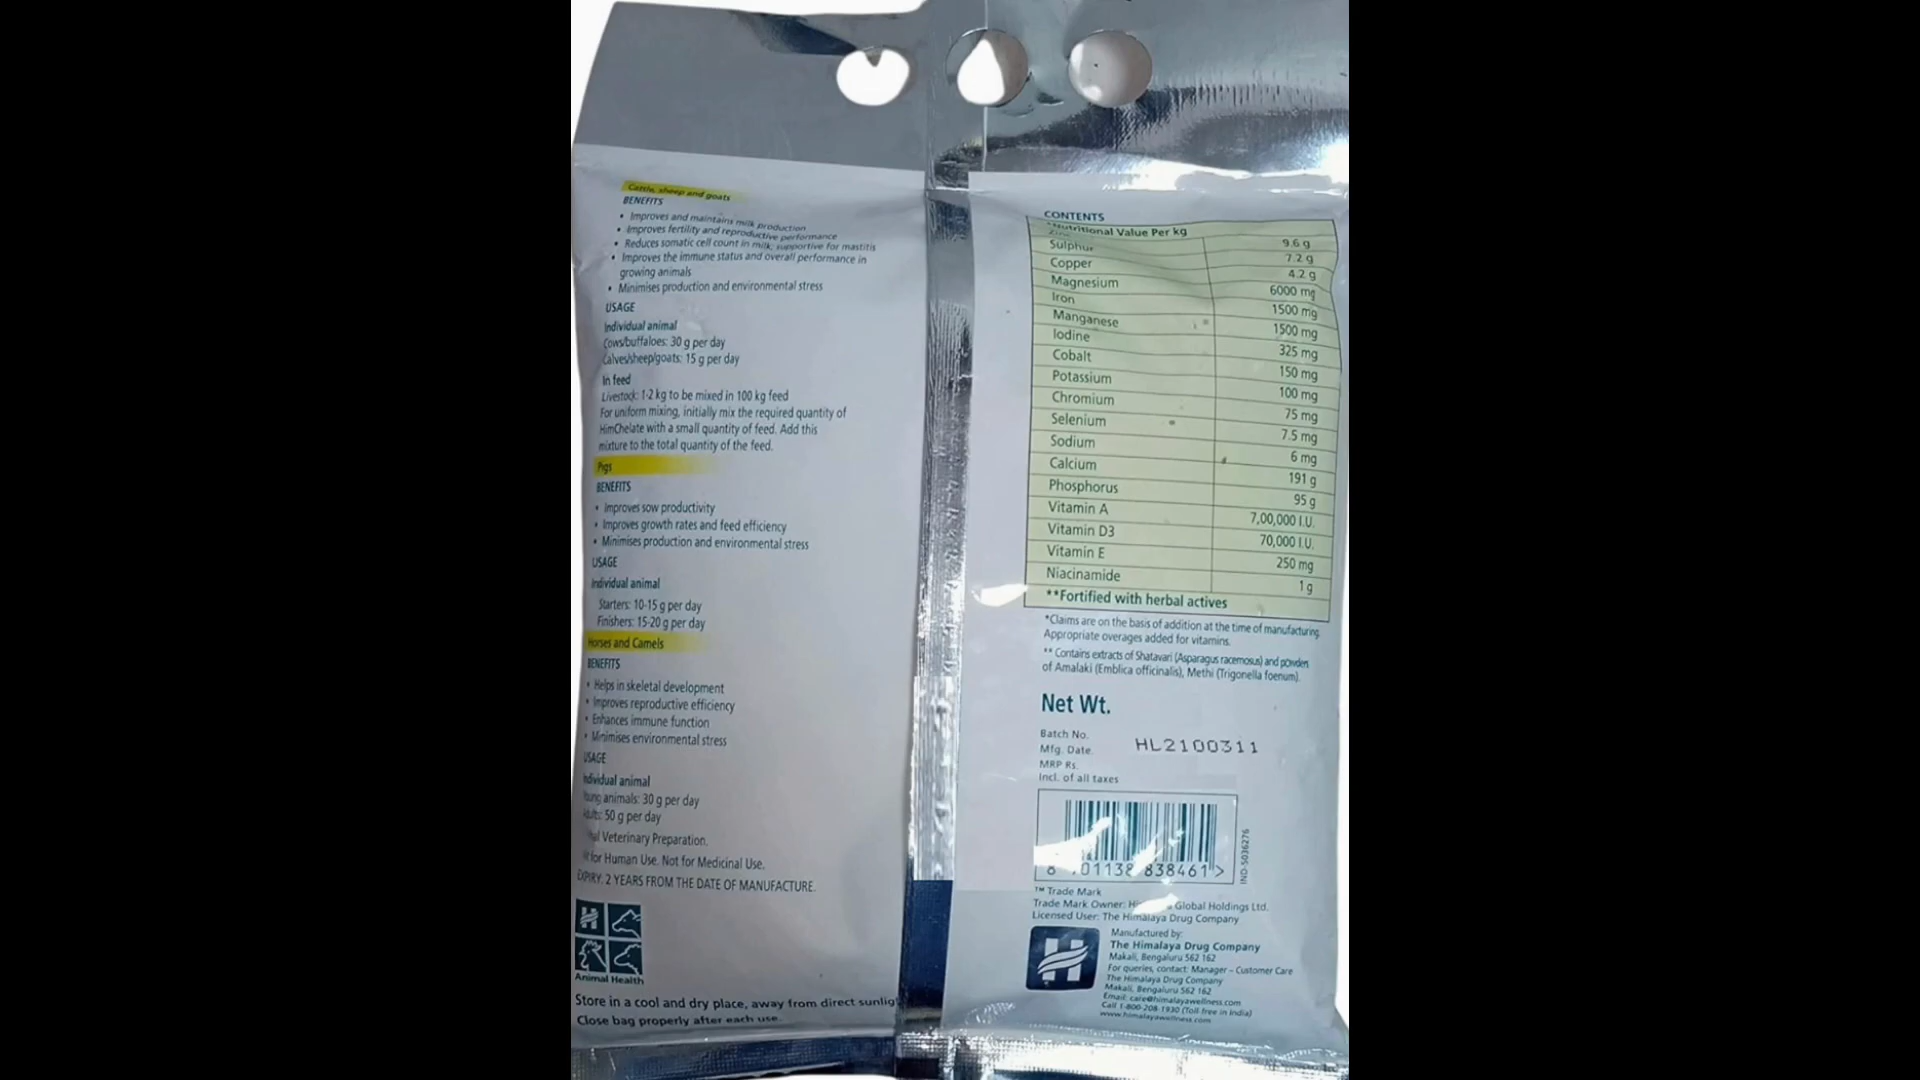 Cattle, sheep and goats
BENEFITS
• Improves and maintains milk production
• Improves fertility and reproductive performance
• Reduces somatic cell count in milk, supportive for mastitis
• Improves the immune status and overall performance in
growing animals
• Minimises production and environmental stress
USAGE
Individual animal
Cows/buffaloes: 30 g per day
Calves/sheep/goats: 15 g per day
In feed
Livestock: 1-2 kg to be mixed in 100 kg feed
For uniform mixing, initially mix the required quantity of
HimChelate with a small quantity of feed. Add this
mixture to the total quantity of the feed.
Pigs
BENEFITS
• Improves sow productivity
• Improves growth rates and feed efficiency
• Minimises production and environmental stress
USAGE
Individual animal
Starters: 10-15 g per day
Finishers: 15-20 g per day
Horses and Camels
BENEFITS
• Helps in skeletal development
• Improves reproductive efficiency
• Enhances immune function
• Minimises environmental stress
USAGE
Individual animal
Young animals: 30 g per day
Adults: 50 g per day
Veterinary Preparation.
for Human Use. Not for Medicinal Use.
EXPIRY. 2 YEARS FROM THE DATE OF MANUFACTURE.
Animal Health
Store in a cool and dry place, away from direct
Close bag properly after each use.
CONTENTS
*Nutritional Value Per kg
Zinc 9.6 g
Sulphur 7.2 g
Copper 4.2 g
Magnesium 6000 mg
Iron 1500 mg
Manganese 1500 mg
Iodine 325 mg
Cobalt 150 mg
Potassium 100 mg
Chromium 75 mg
Selenium 7.5 mg
Sodium 6 mg
Calcium 191 g
Phosphorus 95 g
Vitamin A 7,00,000 I.U.
Vitamin D3 70,000 I.U.
Vitamin E 250 mg
Niacinamide 1 g
**Fortified with herbal actives
*Claims are on the basis of addition at the time of manufacturing.
Appropriate overages added for vitamins.
** Contains extracts of Shatavari (Asparagus racemosus) and powders
of Amalaki (Emblica officinalis), Methi (Trigonella foenum).
Net Wt.
Batch No. HL2100311
Mfg. Date
MRP Rs.
Incl. of all taxes
8 01138 838461 >
IND-5036276
™ Trade Mark
Trade Mark Owner: Global Holdings Ltd.
Licensed User: The Himalaya Drug Company
Manufactured by:
The Himalaya Drug Company
Makali, Bengaluru 562 162
For queries, contact: Manager - Customer Care
The Himalaya Drug Company
Makali, Bengaluru 562 162
Email: care@himalayawellness.com
Call 1-800-208-1930 (Toll-free in India)
www.himalayawellness.com